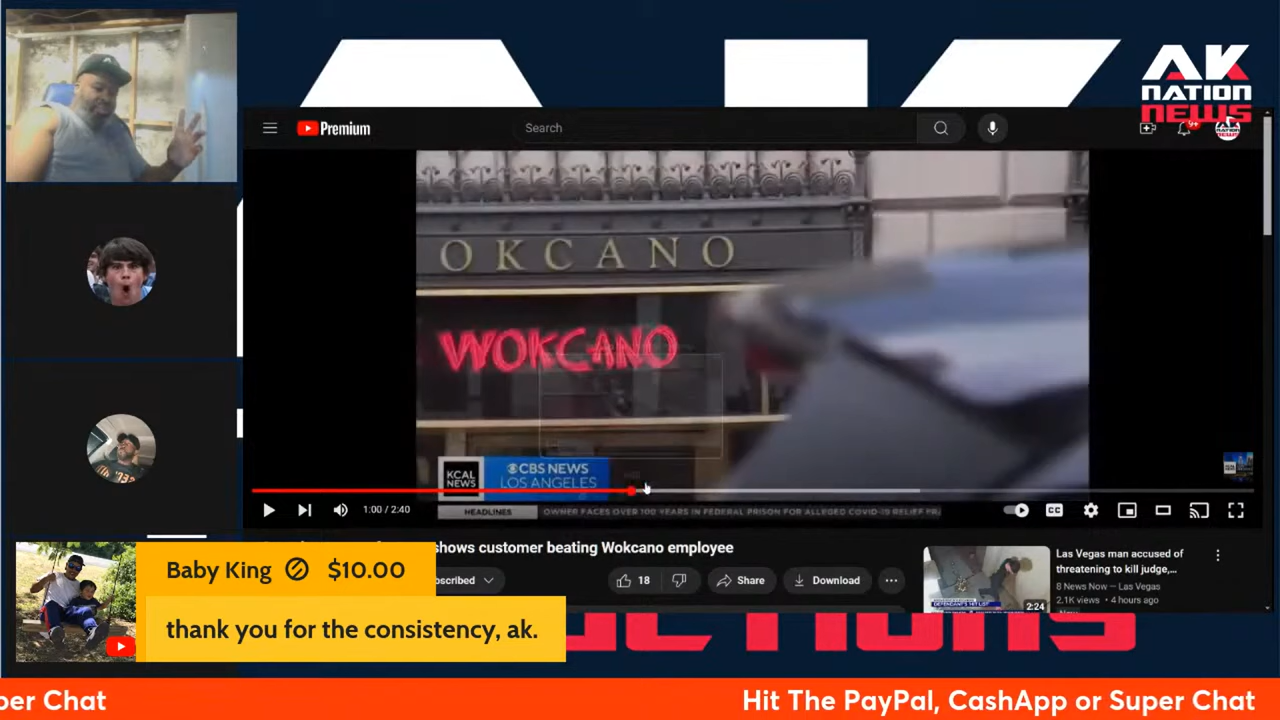 AK
NATION
NEWS
Premium
Search
9+
OKCANO
WOKCANO
KCAL
NEWS
CBS NEWS
LOS ANGELES
HEADLINES
OWNER FACES OVER 100 YEARS IN FEDERAL PRISON FOR ALLEGED COVID-19 RELIEF
1:00 / 2:40
CC
shows customer beating Wokcano employee
scribed
18
Share
Download
Las Vegas man accused of
threatening to kill judge,...
8 News Now — Las Vegas
2.1K views • 4 hours ago
2:24
Baby King
$10.00
thank you for the consistency, ak.
per Chat
Hit The PayPal, CashApp or Super Chat